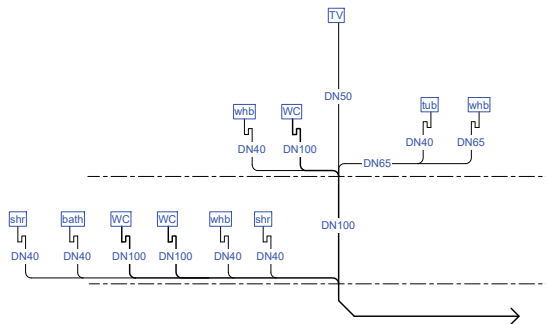 TV
DN50
whb WC tub whb
DN40 DN100 DN40 DN65
DN65
shr bath WC WC whb shr
DN100
DN40 DN40 DN100 DN100 DN40 DN40